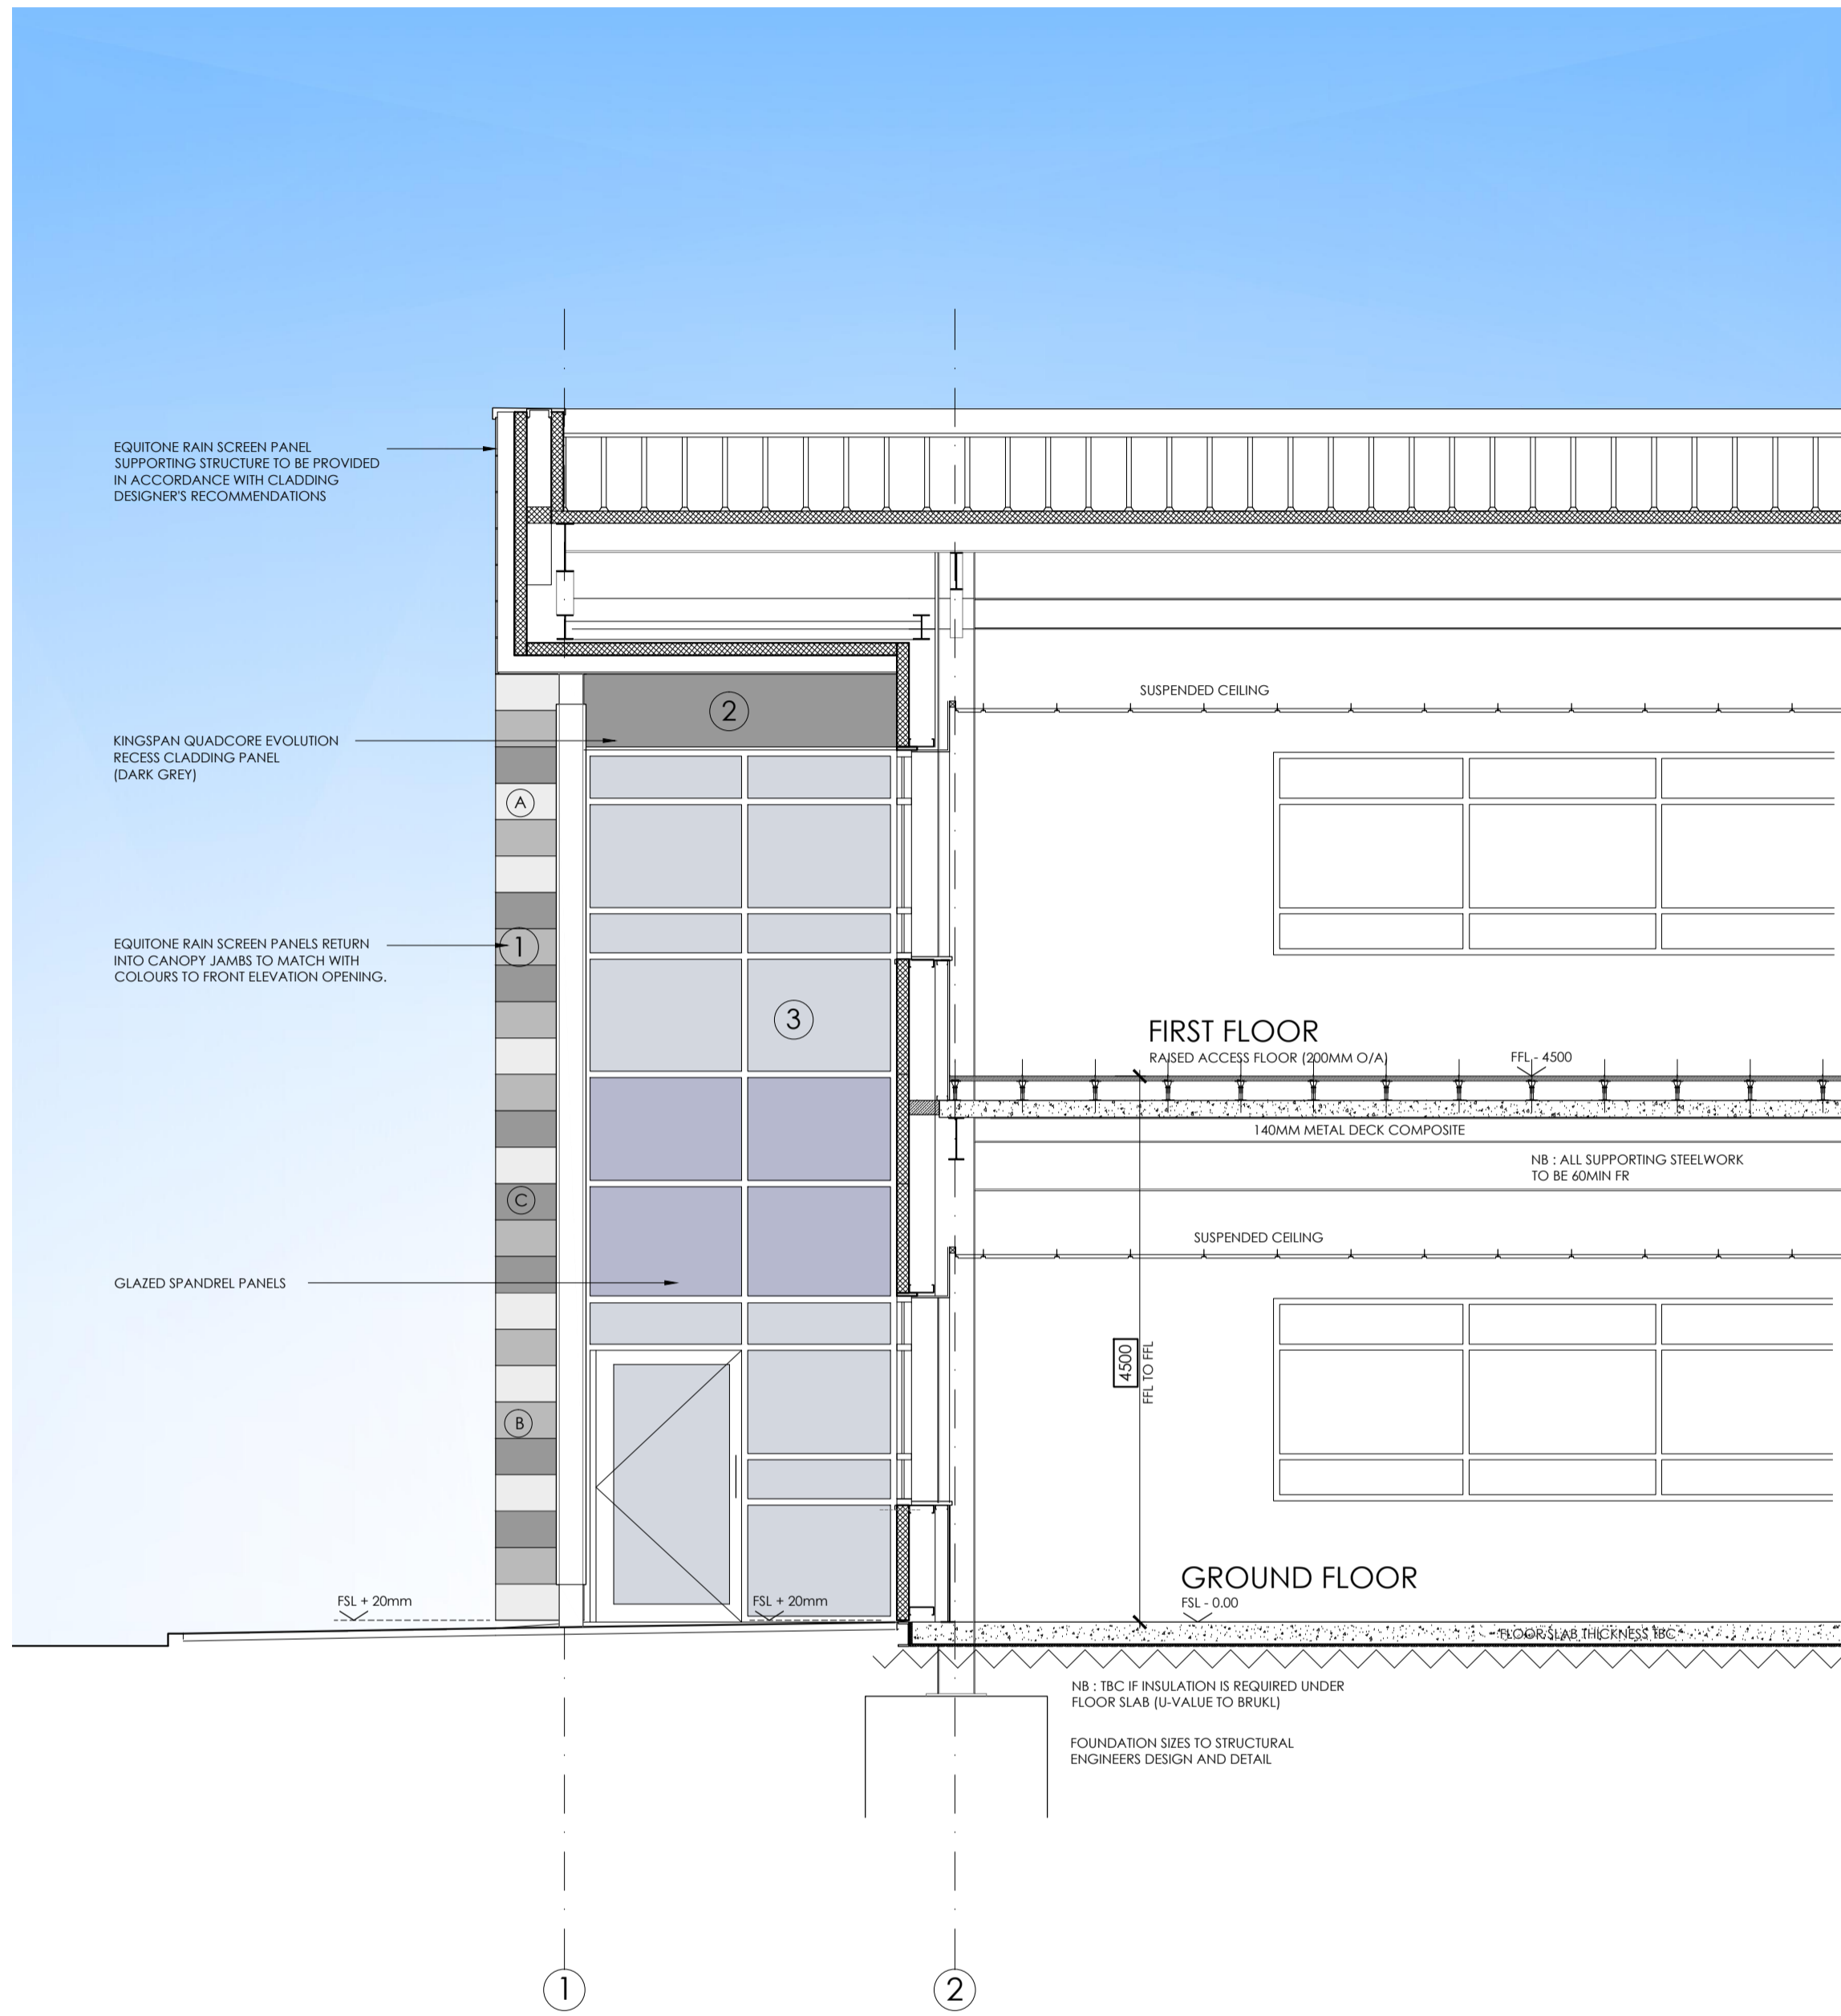 EQUITONE RAIN SCREEN PANEL
SUPPORTING STRUCTURE TO BE PROVIDED
IN ACCORDANCE WITH CLADDING
DESIGNER'S RECOMMENDATIONS
2
SUSPENDED CEILING
KINGSPAN QUADCORE EVOLUTION
RECESS CLADDING PANEL
(DARK GREY)
A
EQUITONE RAIN SCREEN PANELS RETURN
INTO CANOPY JAMBS TO MATCH WITH
COLOURS TO FRONT ELEVATION OPENING.
1
3
FIRST FLOOR
RAISED ACCESS FLOOR (200MM O/A)
FFL - 4500
140MM METAL DECK COMPOSITE
NB : ALL SUPPORTING STEELWORK
TO BE 60MIN FR
C
SUSPENDED CEILING
GLAZED SPANDREL PANELS
4500
FFL TO FFL
B
GROUND FLOOR
FSL - 0.00
FSL + 20mm
FSL + 20mm
FLOOR SLAB THICKNESS TBC
NB : TBC IF INSULATION IS REQUIRED UNDER
FLOOR SLAB (U-VALUE TO BRUKL)
FOUNDATION SIZES TO STRUCTURAL
ENGINEERS DESIGN AND DETAIL
1
2